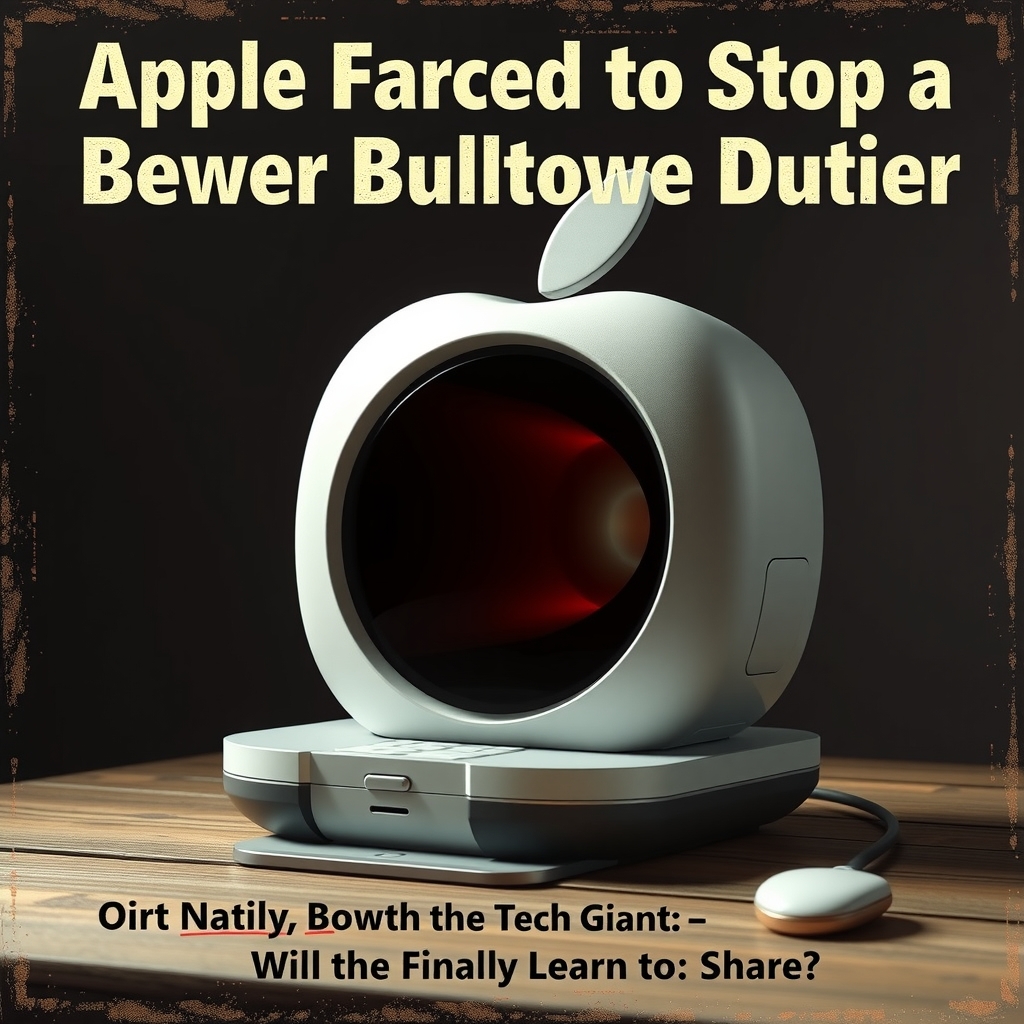 Apple Farced to Stop a
Bewer Bulltowe Dutier
Oirt Natily, Bowth the Tech Giant: –
Will the Finally Learn to: Share?